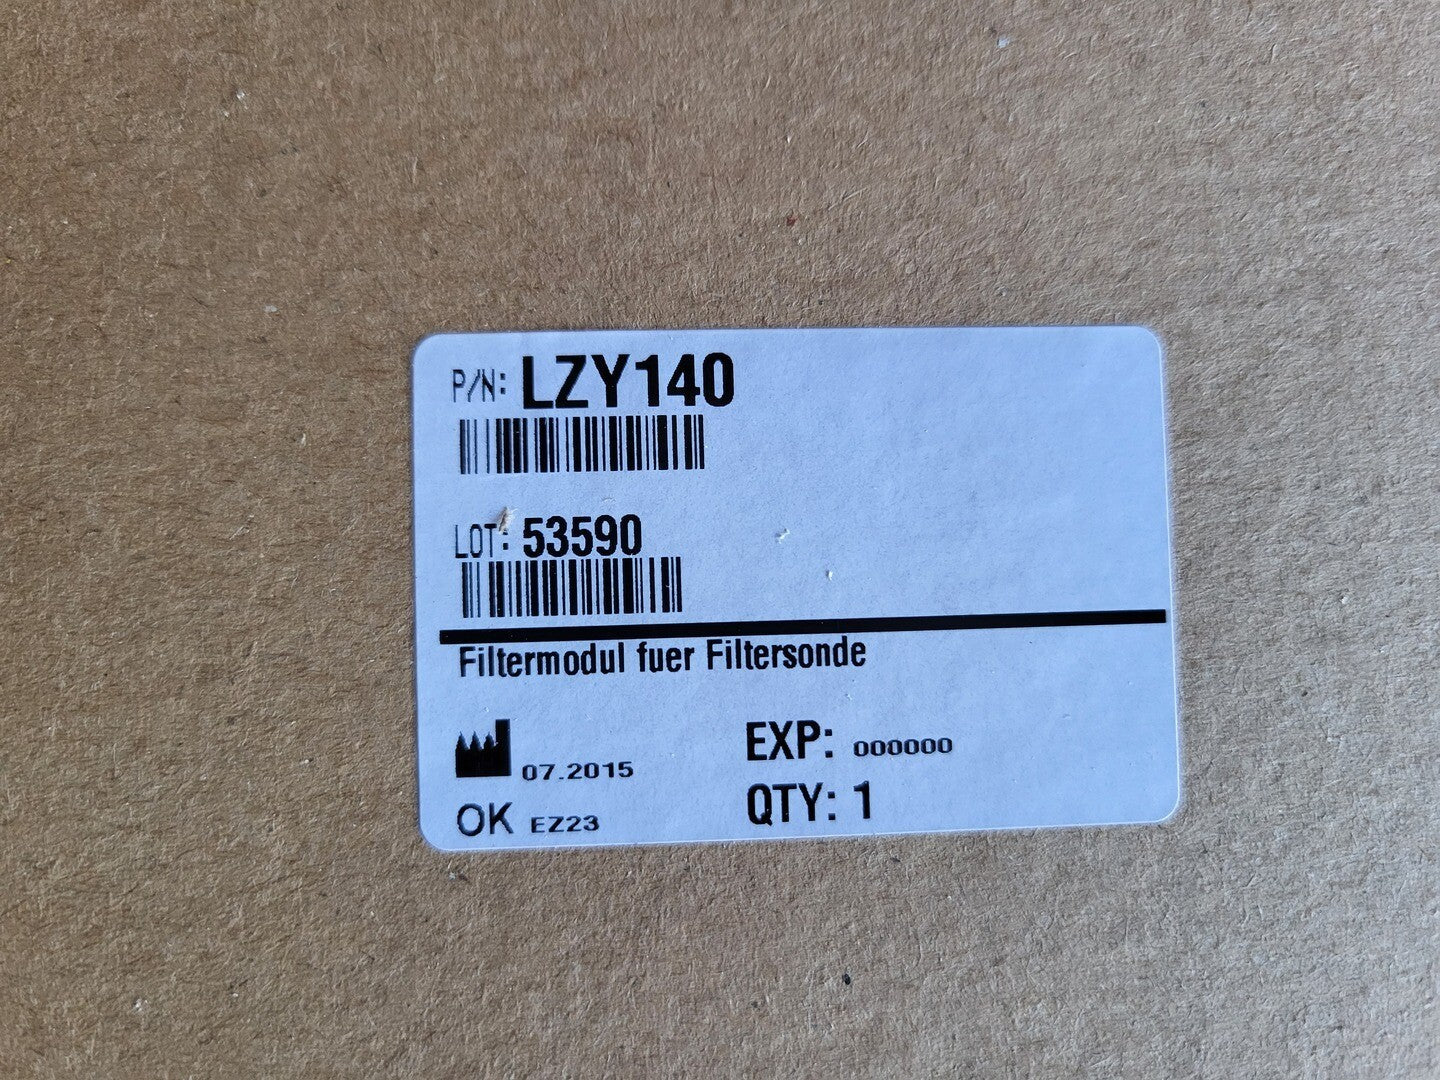 P/N: LZY140
LOT: 53590
Filtermodul fuer Filtersonde
07.2015
EXP: 000000
OK EZ23
QTY: 1